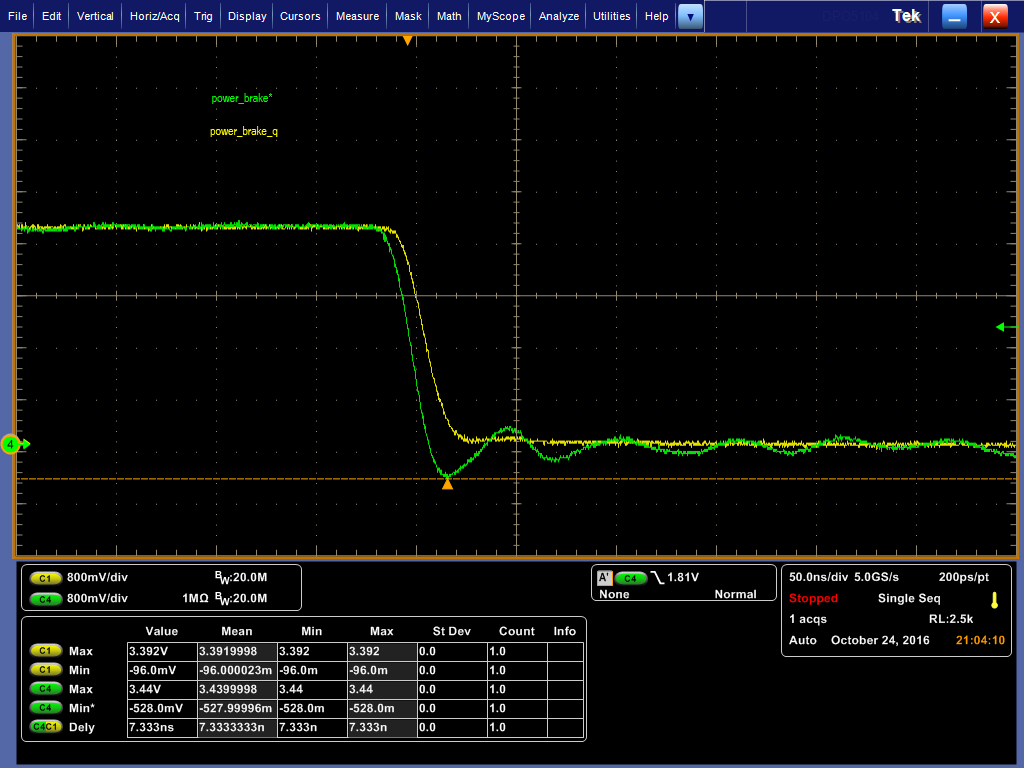 File Edit Vertical Horiz/Acq Trig Display Cursors Measure Mask Math MyScope Analyze Utilities Help Tek X
power_brake*
power_brake_q
4
C1 800mV/div BW:20.0M
C4 800mV/div 1MΩ BW:20.0M
A' C4 1.81V
None Normal
50.0ns/div 5.0GS/s 200ps/pt
Stopped Single Seq
1 acqs RL:2.5k
Auto October 24, 2016 21:04:10
Value Mean Min Max St Dev Count Info
C1 Max 3.392V 3.3919998 3.392 3.392 0.0 1.0
C1 Min -96.0mV -96.000023m -96.0m -96.0m 0.0 1.0
C4 Max 3.44V 3.4399998 3.44 3.44 0.0 1.0
C4 Min* -528.0mV -527.99996m -528.0m -528.0m 0.0 1.0
C4C1 Dely 7.333ns 7.3333333n 7.333n 7.333n 0.0 1.0